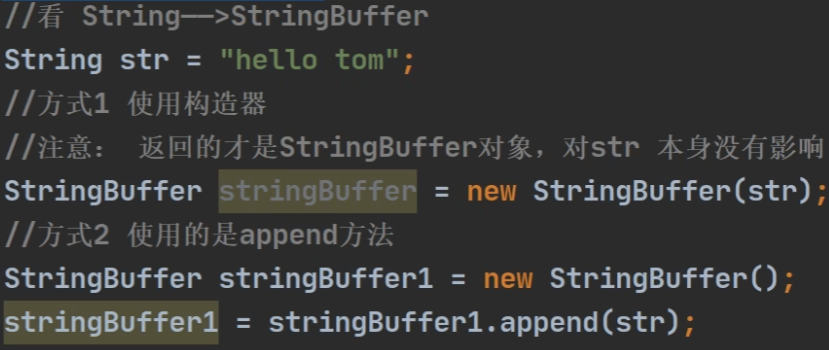 //看 String——>StringBuffer
String str = "hello tom";
//方式1 使用构造器
//注意： 返回的才是StringBuffer对象，对str 本身没有影响
StringBuffer stringBuffer = new StringBuffer(str);
//方式2 使用的是append方法
StringBuffer stringBuffer1 = new StringBuffer();
stringBuffer1 = stringBuffer1.append(str);